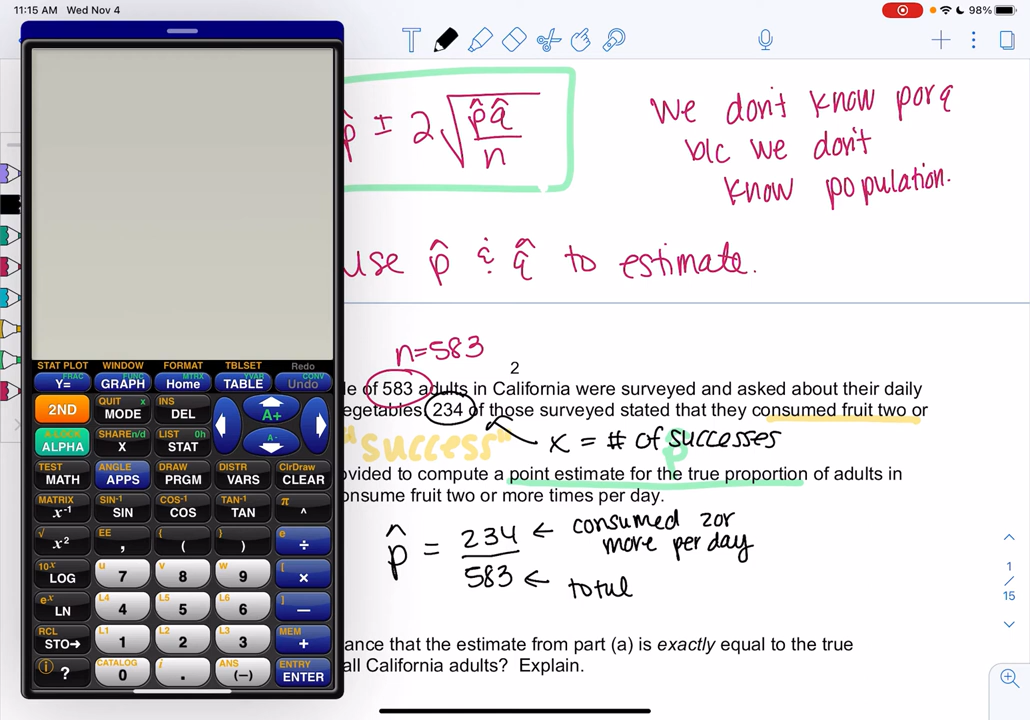 11:15 AM Wed Nov 4
98%
T
p̂ ± 2√(p̂q̂/n)
We don't know p or q
b/c we don't
know population.
use p̂ & q̂ to estimate.
n=583
2
le of 583 adults in California were surveyed and asked about their daily
egetables 234 of those surveyed stated that they consumed fruit two or
"success"
x = # of successes
p
ovided to compute a point estimate for the true proportion of adults in
onsume fruit two or more times per day.
p̂ = 234/583
← consumed 2 or
more per day
← total
ance that the estimate from part (a) is exactly equal to the true
all California adults? Explain.
1
/
15
STAT PLOT WINDOW FORMAT TBLSET Redo
FRAC FUNC MTRX YVAR CONV
Y= GRAPH Home TABLE Undo
QUIT x INS
2ND MODE DEL A+
A-LOCK SHARE n/d LIST 0h A-
ALPHA X STAT
TEST ANGLE DRAW DISTR ClrDraw
MATH APPS PRGM VARS CLEAR
MATRIX SIN-1 COS-1 TAN-1 π
x-1 SIN COS TAN ^
√ EE { } e
x² , ( ) ÷
10x u v w [
LOG 7 8 9 ×
ex L4 L5 L6 ]
LN 4 5 6 −
RCL L1 L2 L3 MEM
STO→ 1 2 3 +
i CATALOG i ANS ENTRY
? 0 . (−) ENTER